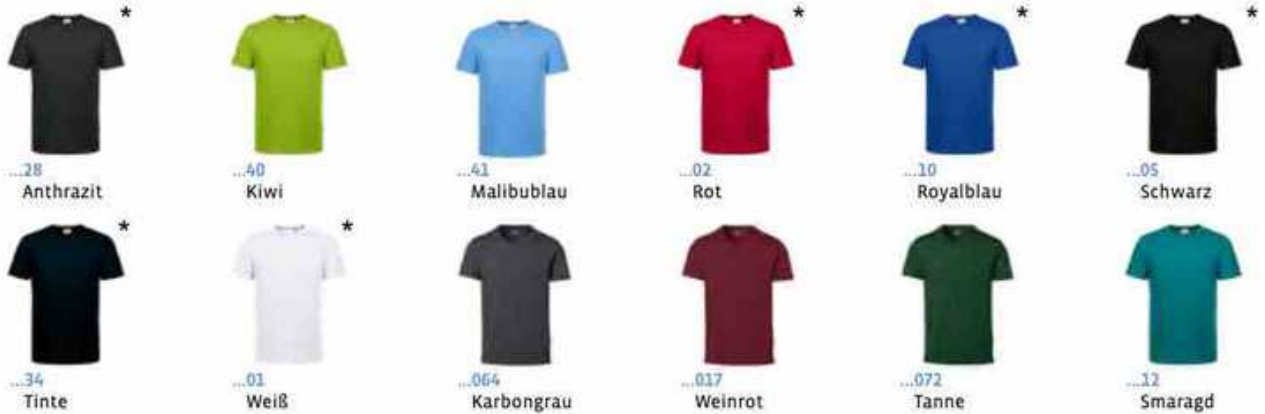 * * * *
...28 ...40 ...41 ...02 ...10 ...05
Anthrazit Kiwi Malibublau Rot Royalblau Schwarz
* *
...34 ...01 ...064 ...017 ...072 ...12
Tinte Weiß Karbongrau Weinrot Tanne Smaragd